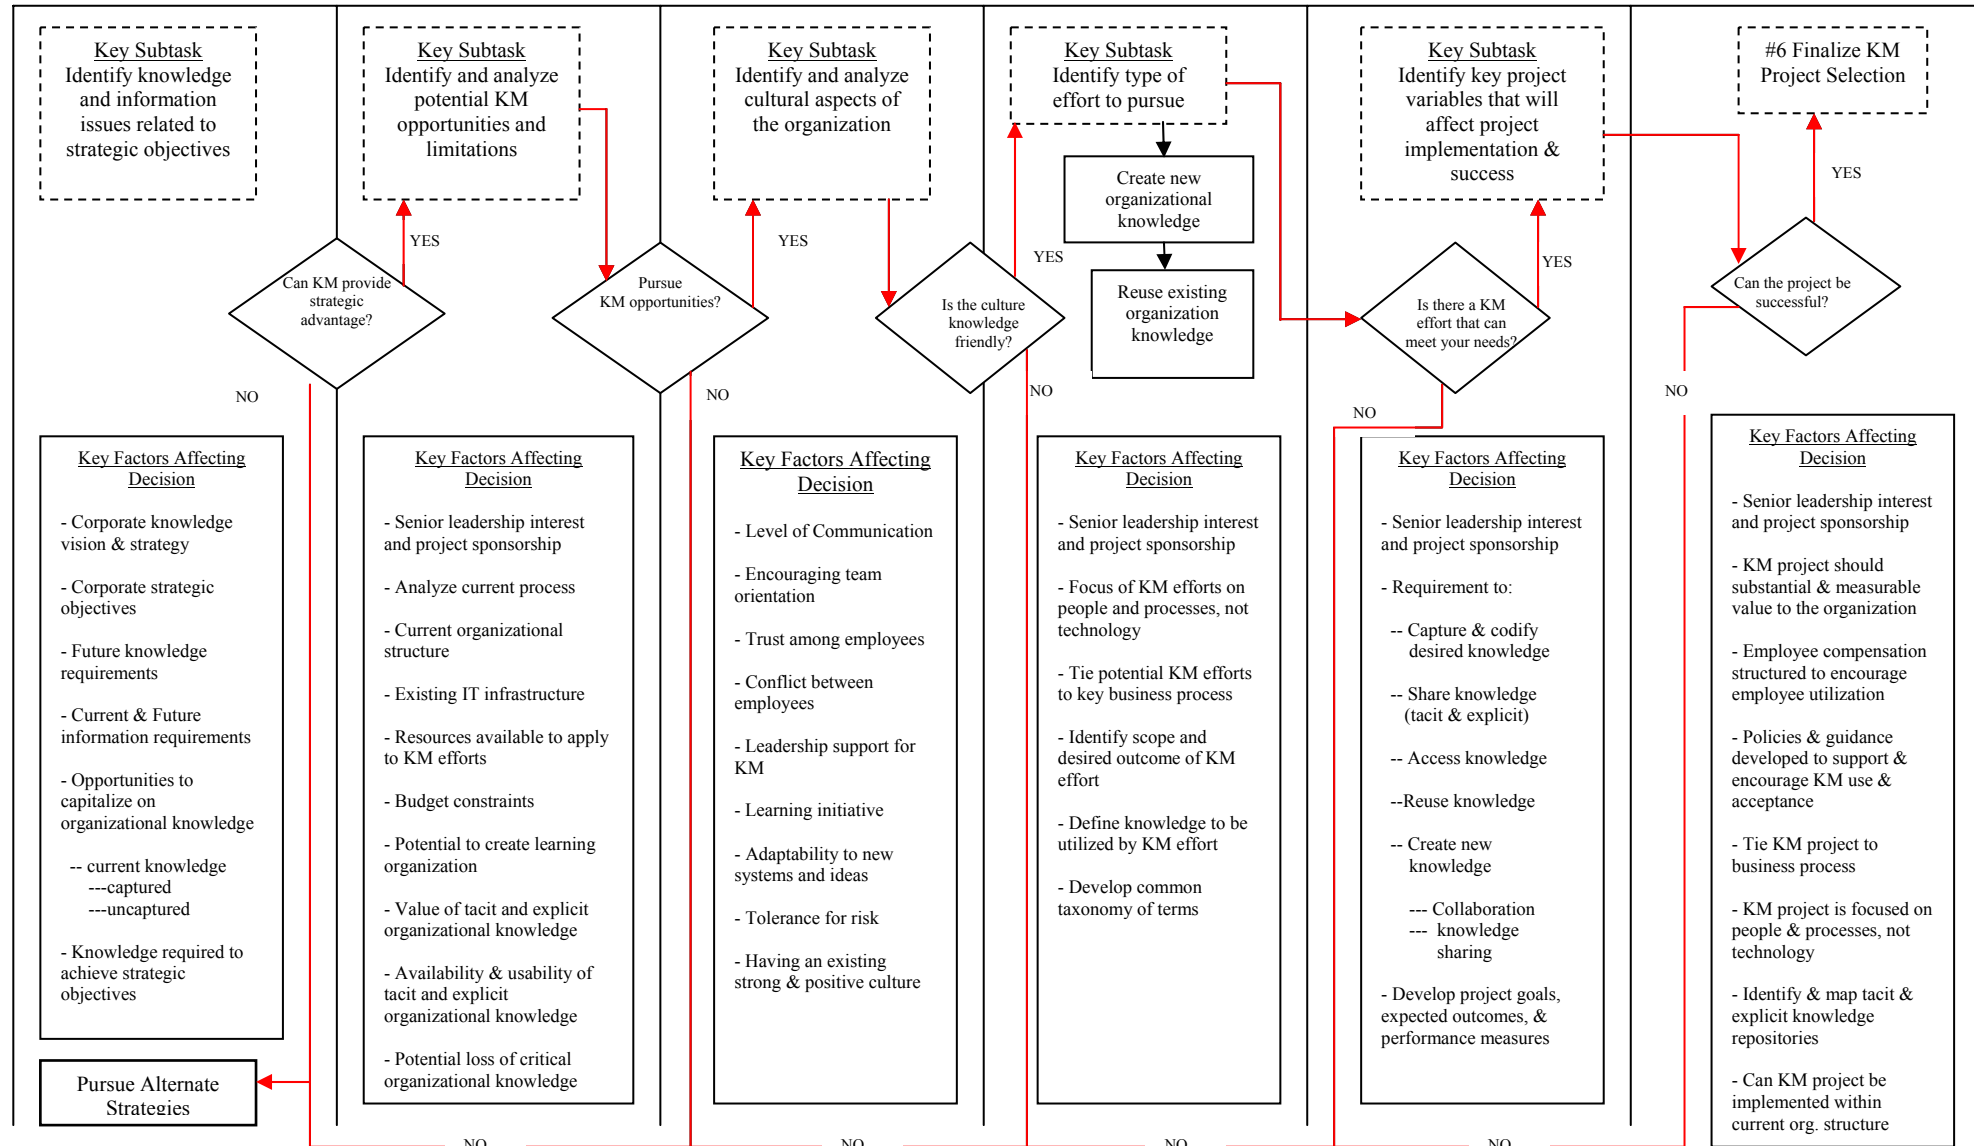 Key Subtask
Identify knowledge
and information
issues related to
strategic objectives
Can KM provide
strategic
advantage?
YES
NO
Key Factors Affecting
Decision
- Corporate knowledge
vision & strategy
- Corporate strategic
objectives
- Future knowledge
requirements
- Current & Future
information requirements
- Opportunities to
capitalize on
organizational knowledge
-- current knowledge
---captured
---uncaptured
- Knowledge required to
achieve strategic
objectives
Pursue Alternate
Strategies
Key Subtask
Identify and analyze
potential KM
opportunities and
limitations
Pursue
KM opportunities?
YES
NO
Key Factors Affecting
Decision
- Senior leadership interest
and project sponsorship
- Analyze current process
- Current organizational
structure
- Existing IT infrastructure
- Resources available to apply
to KM efforts
- Budget constraints
- Potential to create learning
organization
- Value of tacit and explicit
organizational knowledge
- Availability & usability of
tacit and explicit
organizational knowledge
- Potential loss of critical
organizational knowledge
Key Subtask
Identify and analyze
cultural aspects of
the organization
Is the culture
knowledge
friendly?
YES
NO
Key Factors Affecting
Decision
- Level of Communication
- Encouraging team
orientation
- Trust among employees
- Conflict between
employees
- Leadership support for
KM
- Learning initiative
- Adaptability to new
systems and ideas
- Tolerance for risk
- Having an existing
strong & positive culture
Key Subtask
Identify type of
effort to pursue
Create new
organizational
knowledge
Reuse existing
organization
knowledge
Key Factors Affecting
Decision
- Senior leadership interest
and project sponsorship
- Focus of KM efforts on
people and processes, not
technology
- Tie potential KM efforts
to key business process
- Identify scope and
desired outcome of KM
effort
- Define knowledge to be
utilized by KM effort
- Develop common
taxonomy of terms
Key Subtask
Identify key project
variables that will
affect project
implementation &
success
Is there a KM
effort that can
meet your needs?
YES
NO
Key Factors Affecting
Decision
- Senior leadership interest
and project sponsorship
- Requirement to:
-- Capture & codify
desired knowledge
-- Share knowledge
(tacit & explicit)
-- Access knowledge
--Reuse knowledge
-- Create new
knowledge
--- Collaboration
--- knowledge
sharing
- Develop project goals,
expected outcomes, &
performance measures
#6 Finalize KM
Project Selection
YES
Can the project be
successful?
NO
Key Factors Affecting
Decision
- Senior leadership interest
and project sponsorship
- KM project should
substantial & measurable
value to the organization
- Employee compensation
structured to encourage
employee utilization
- Policies & guidance
developed to support &
encourage KM use &
acceptance
- Tie KM project to
business process
- KM project is focused on
people & processes, not
technology
- Identify & map tacit &
explicit knowledge
repositories
- Can KM project be
implemented within
current org. structure
NO
NO
NO
NO